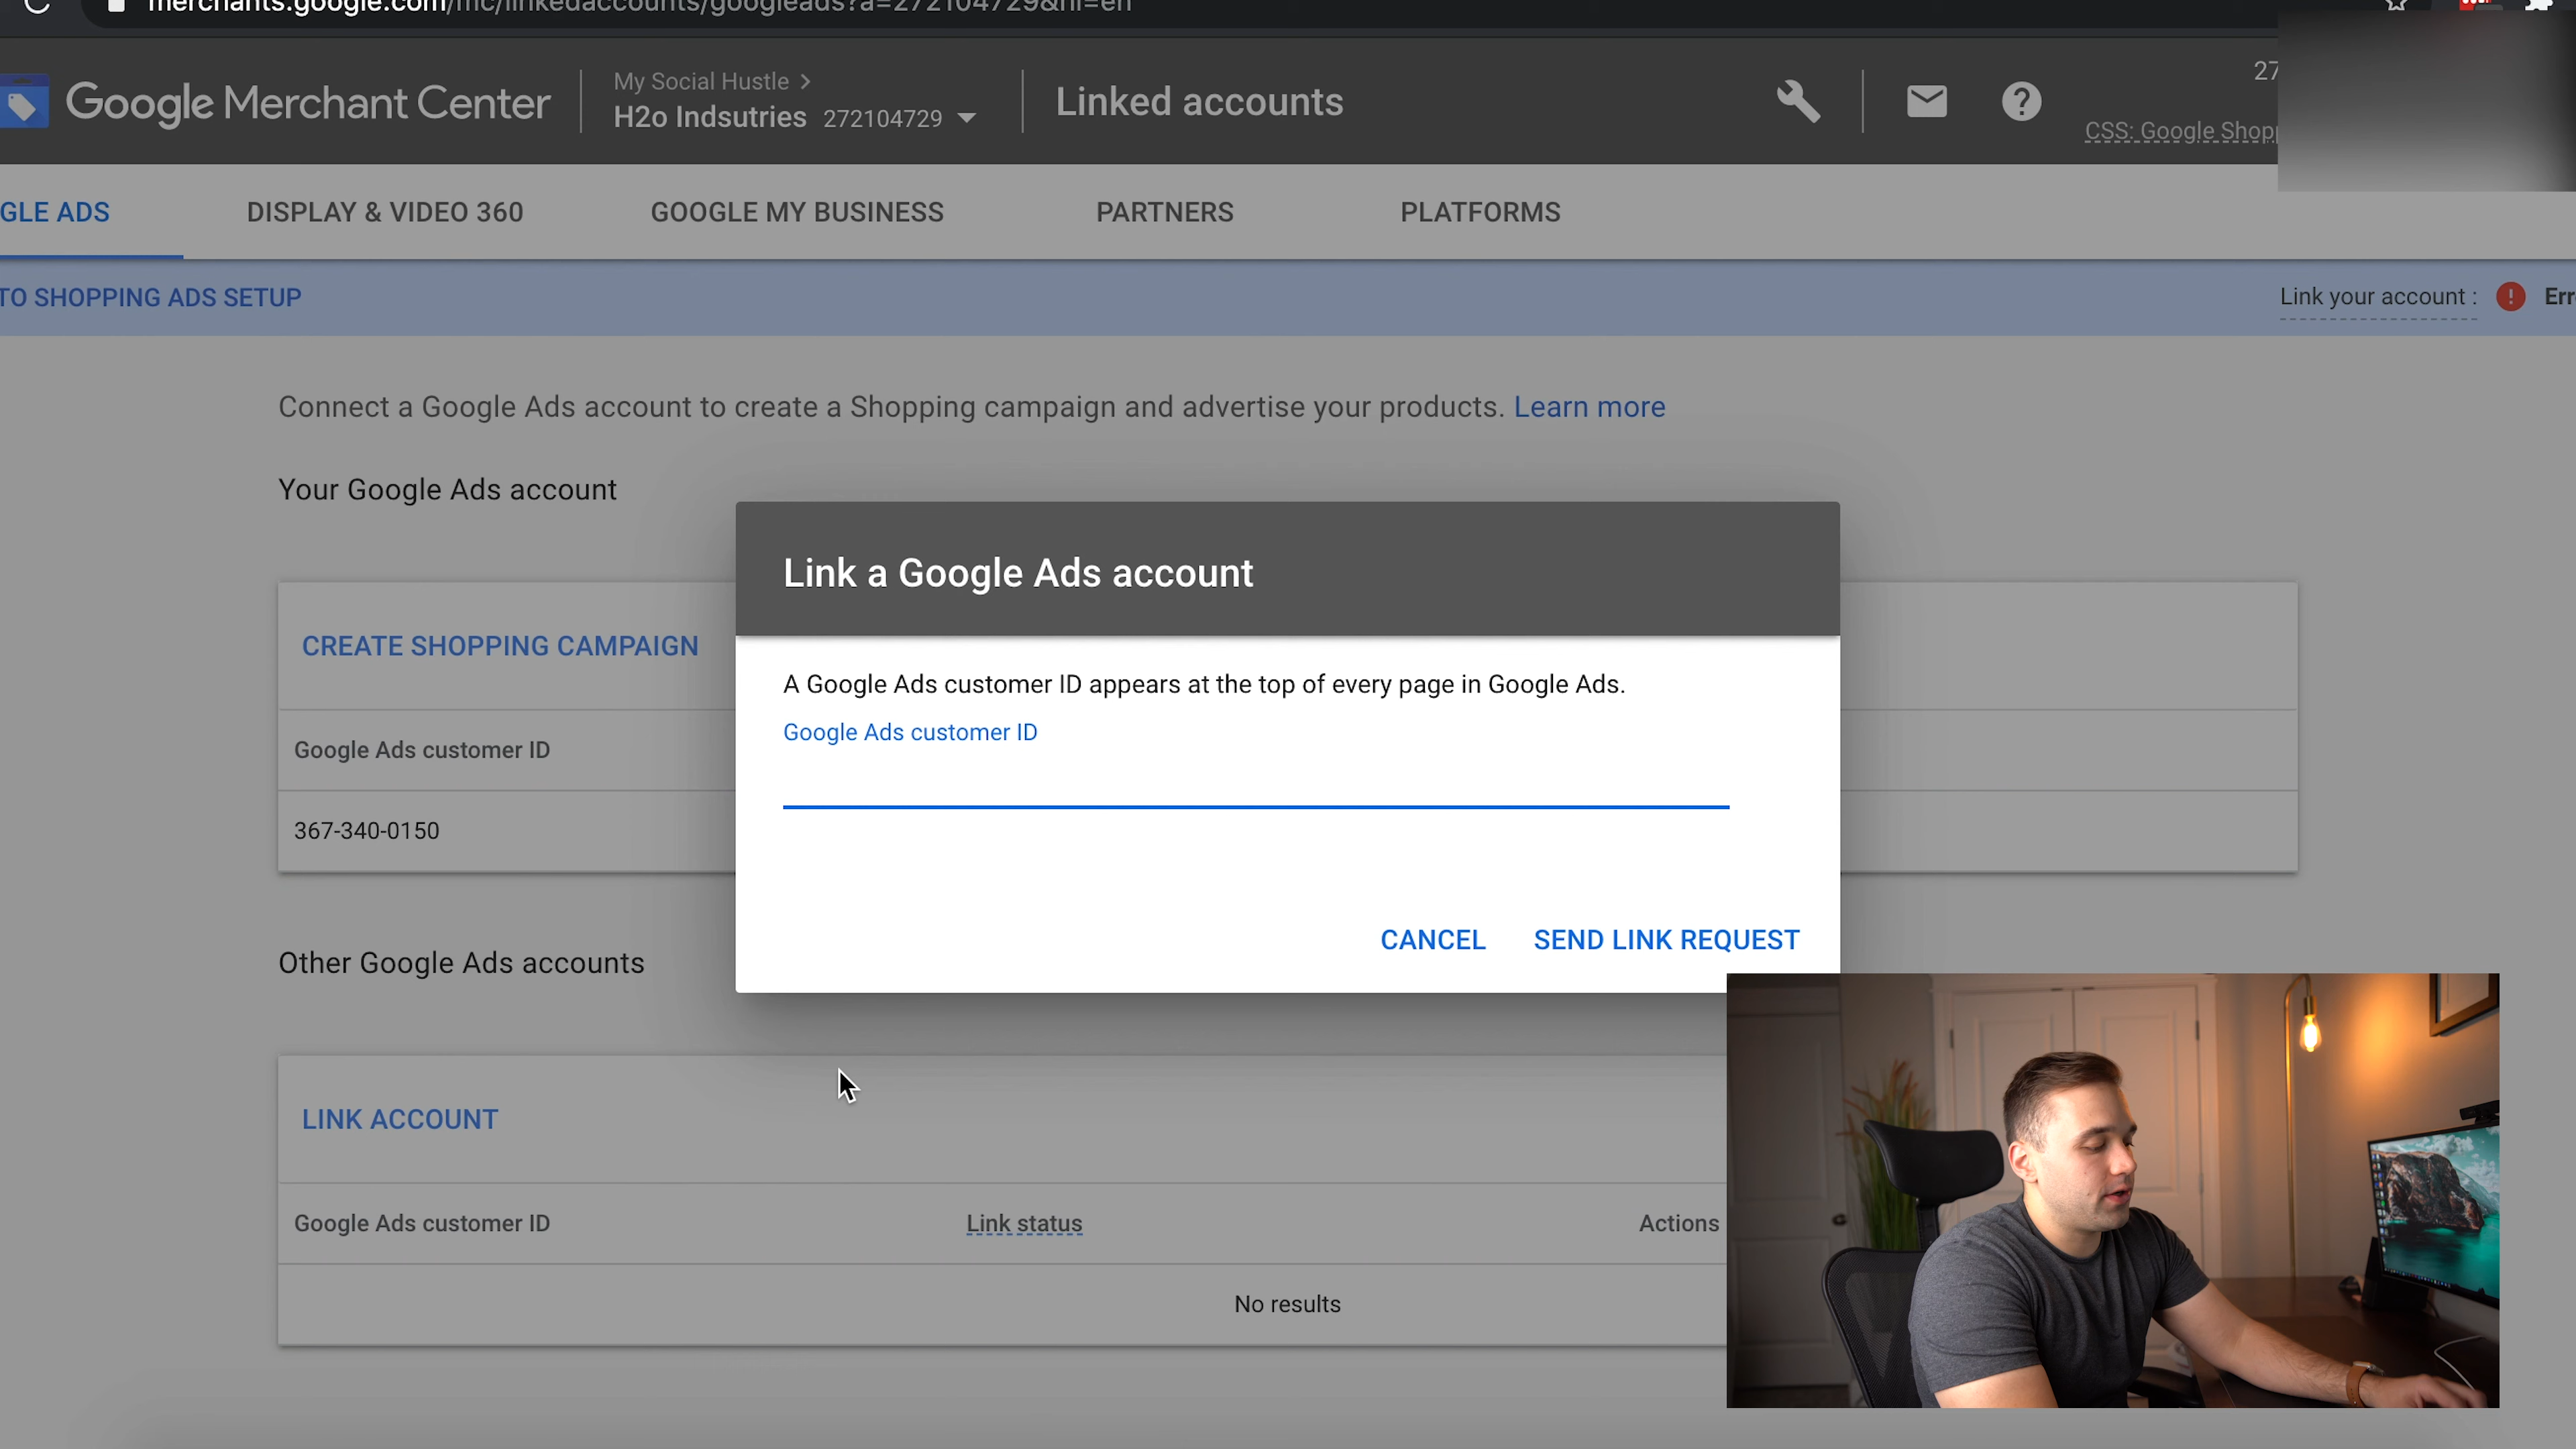 merchants.google.com/mc/linkedaccounts/googleads?a=272104729&hl=en
Google Merchant Center
My Social Hustle >
H2o Indsutries 272104729
Linked accounts
27
CSS: Google Shopp
GLE ADS
DISPLAY & VIDEO 360
GOOGLE MY BUSINESS
PARTNERS
PLATFORMS
TO SHOPPING ADS SETUP
Link your account :
Err
Connect a Google Ads account to create a Shopping campaign and advertise your products. Learn more
Your Google Ads account
Link a Google Ads account
CREATE SHOPPING CAMPAIGN
A Google Ads customer ID appears at the top of every page in Google Ads.
Google Ads customer ID
Google Ads customer ID
367-340-0150
CANCEL
SEND LINK REQUEST
Other Google Ads accounts
LINK ACCOUNT
Google Ads customer ID
Link status
Actions
No results